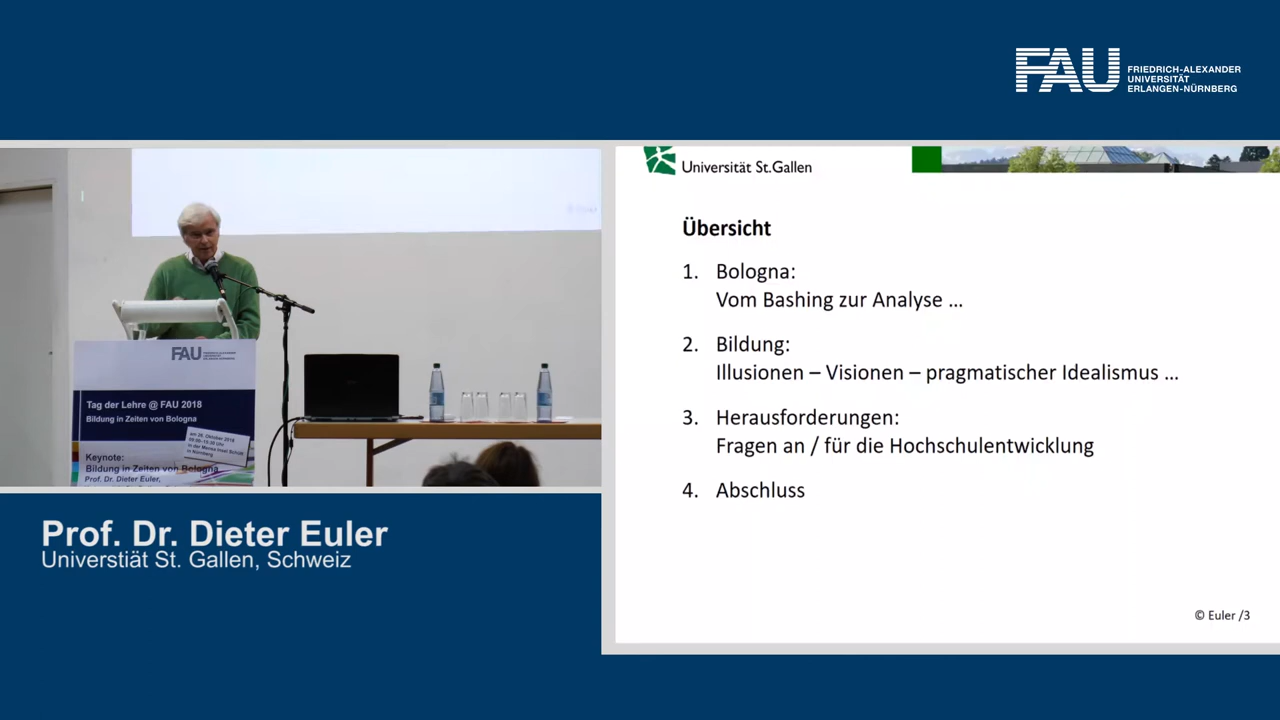 FAU
FRIEDRICH-ALEXANDER
UNIVERSITÄT
ERLANGEN-NÜRNBERG
FAU
Tag der Lehre @ FAU 2018
Bildung in Zeiten von Bologna
in Nürnberg
Keynote:
Bildung in Zeiten von Bologna
Prof. Dr. Dieter Euler,
Prof. Dr. Dieter Euler
Universtiät St. Gallen, Schweiz
Universität St.Gallen
Übersicht
1. Bologna:
Vom Bashing zur Analyse ...
2. Bildung:
Illusionen – Visionen – pragmatischer Idealismus ...
3. Herausforderungen:
Fragen an / für die Hochschulentwicklung
4. Abschluss
© Euler /3